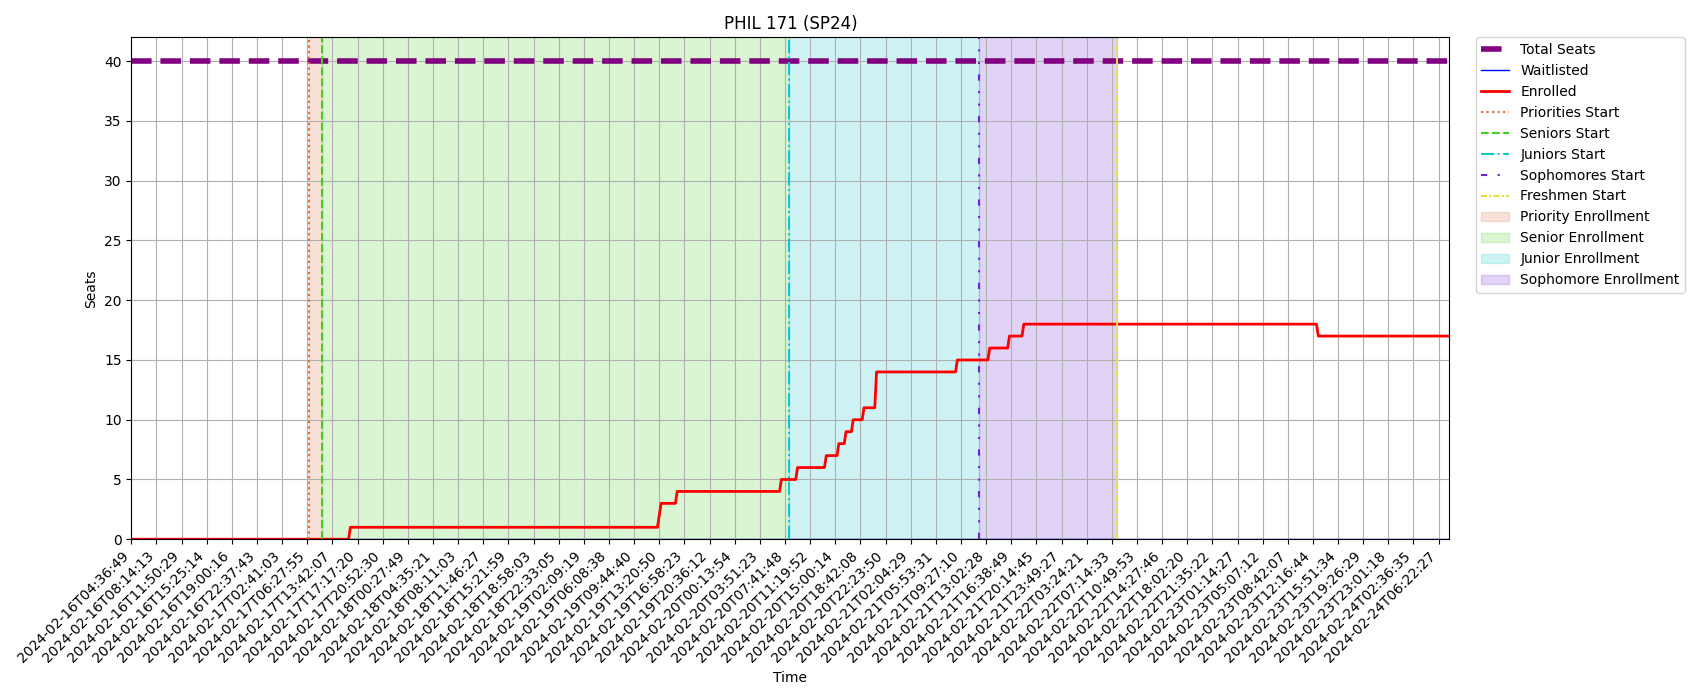 PHIL 171 (SP24)
Seats
40
35
30
25
20
15
10
5
0
2024-02-16T04:36:49
2024-02-16T08:14:13
2024-02-16T11:50:29
2024-02-16T15:25:14
2024-02-16T19:00:16
2024-02-16T22:37:43
2024-02-17T02:41:03
2024-02-17T06:27:55
2024-02-17T13:42:07
2024-02-17T17:17:20
2024-02-17T20:52:30
2024-02-18T00:27:49
2024-02-18T04:35:21
2024-02-18T08:11:03
2024-02-18T11:46:27
2024-02-18T15:21:59
2024-02-18T18:58:03
2024-02-18T22:33:05
2024-02-19T02:09:19
2024-02-19T06:08:38
2024-02-19T09:44:40
2024-02-19T13:20:50
2024-02-19T16:58:23
2024-02-19T20:36:12
2024-02-20T00:13:54
2024-02-20T03:51:23
2024-02-20T07:41:48
2024-02-20T11:19:52
2024-02-20T15:00:14
2024-02-20T18:42:08
2024-02-20T22:23:50
2024-02-21T02:04:29
2024-02-21T05:53:31
2024-02-21T09:27:10
2024-02-21T13:02:28
2024-02-21T16:38:49
2024-02-21T20:14:45
2024-02-21T23:49:27
2024-02-22T03:24:21
2024-02-22T07:14:33
2024-02-22T10:49:53
2024-02-22T14:27:46
2024-02-22T18:02:20
2024-02-22T21:35:22
2024-02-23T01:14:27
2024-02-23T05:07:12
2024-02-23T08:42:07
2024-02-23T12:16:44
2024-02-23T15:51:34
2024-02-23T19:26:29
2024-02-23T23:01:18
2024-02-24T02:36:35
2024-02-24T06:22:27
Time
Total Seats
Waitlisted
Enrolled
Priorities Start
Seniors Start
Juniors Start
Sophomores Start
Freshmen Start
Priority Enrollment
Senior Enrollment
Junior Enrollment
Sophomore Enrollment